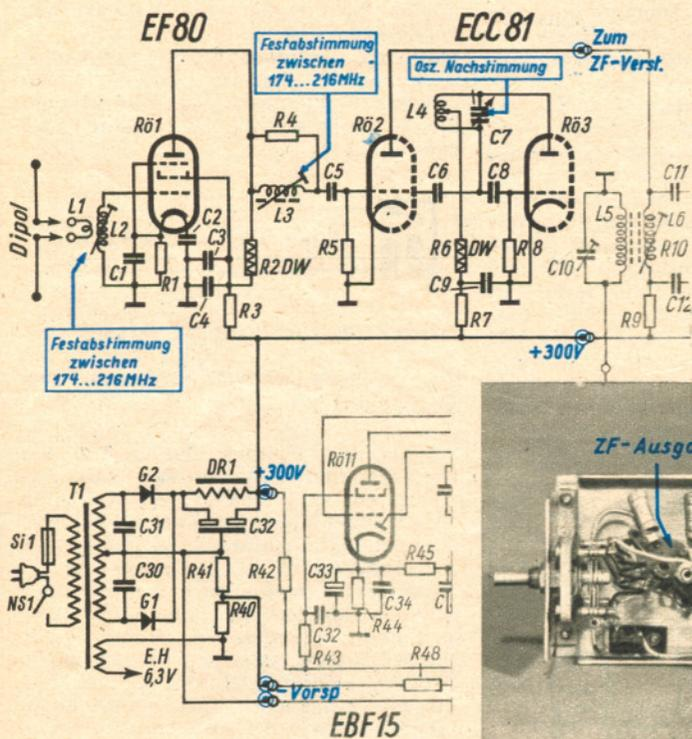 EF80
ECC81
Festabstimmung
zwischen
174...216MHz
Osz. Nachstimmung
Zum
ZF-Verst.
Rö1
R4
L3
C5
Rö2
L4
C7
C6
C8
Rö3
Dipol
L1
L2
C1
R1
C2
C3
C4
R2 DW
R3
R5
R6
DW
R8
C9
R7
L5
C10
L6
C11
R10
C12
R9
+300V
Festabstimmung
zwischen
174...216MHz
ZF-Ausga
T1
G2
DR1
+300V
Si1
NS1
C31
C30
G1
C32
R41
R40
R42
E.H
6,3V
Rö11
C33
C32
R43
R44
C34
R45
C
R48
-Vorsp
EBF15